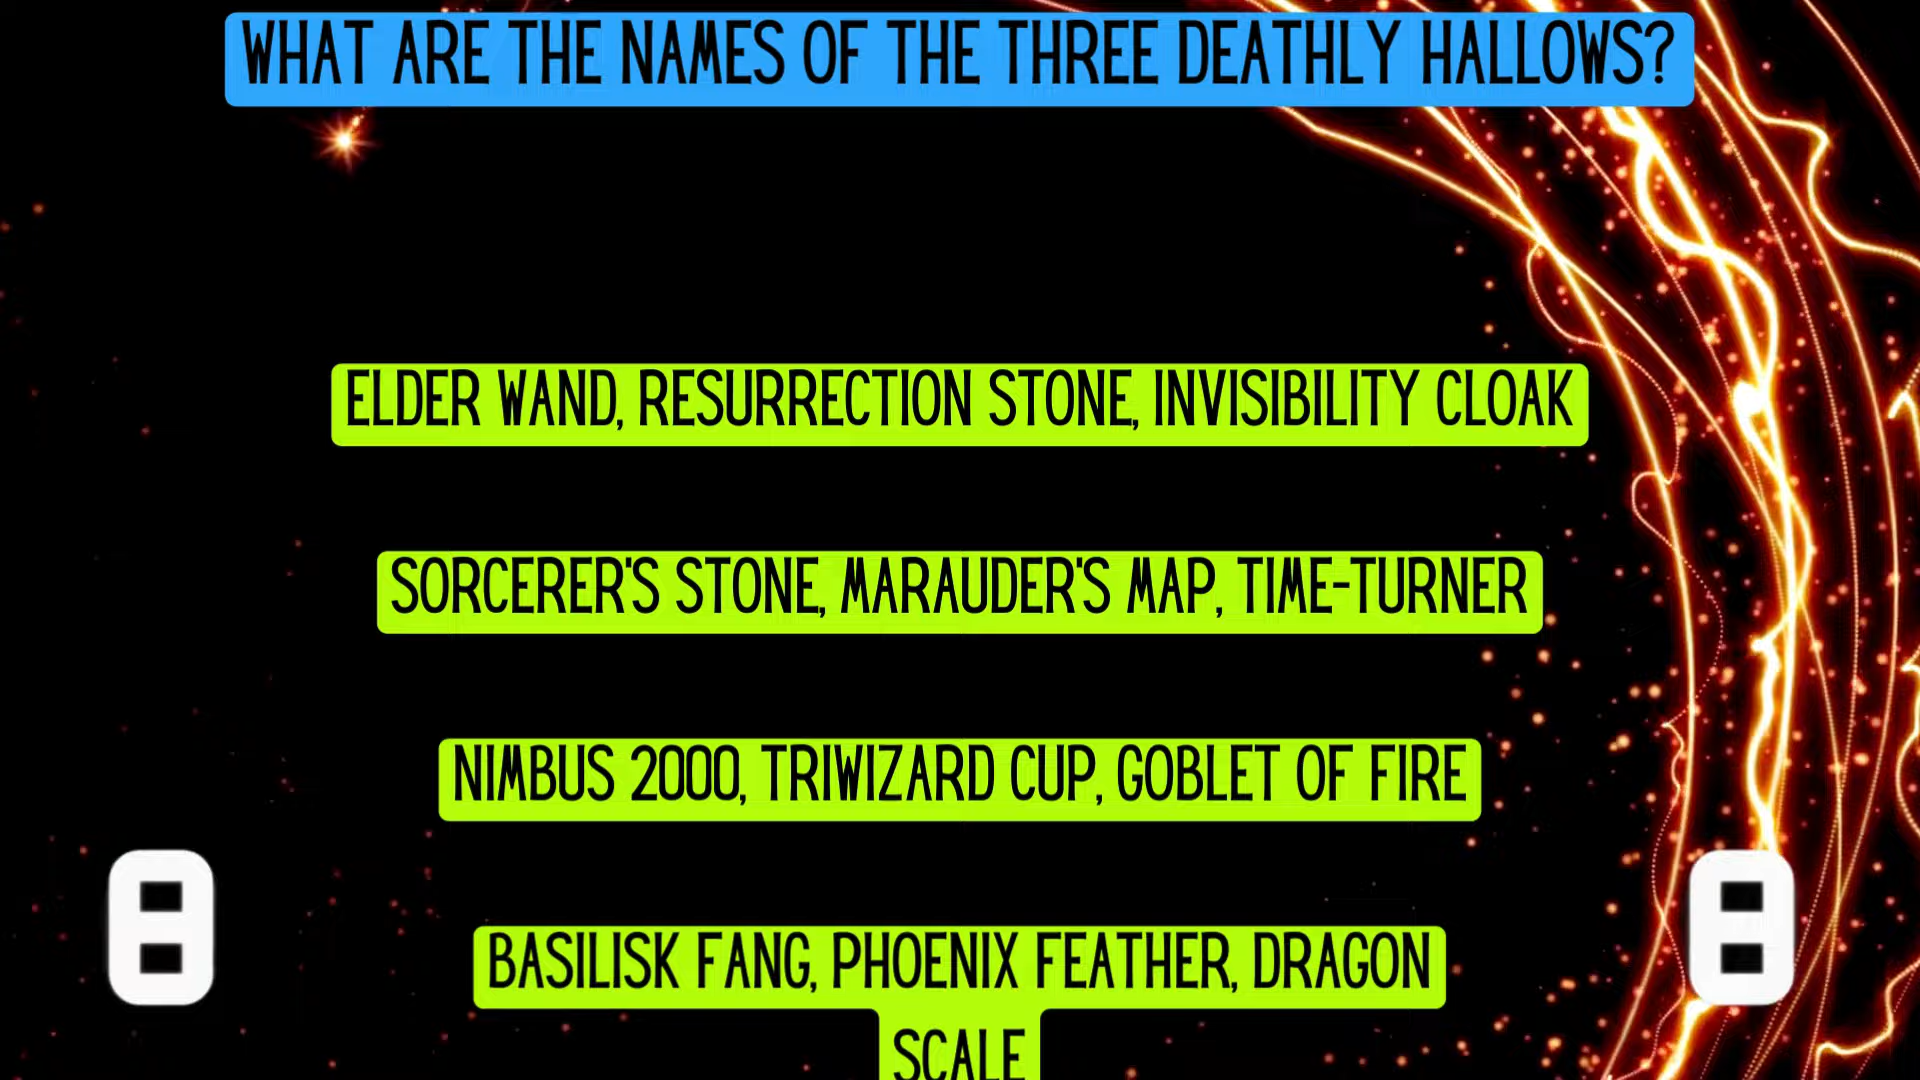 WHAT ARE THE NAMES OF THE THREE DEATHLY HALLOWS?
ELDER WAND, RESURRECTION STONE, INVISIBILITY CLOAK
SORCERER'S STONE, MARAUDER'S MAP, TIME-TURNER
NIMBUS 2000, TRIWIZARD CUP, GOBLET OF FIRE
8 8
BASILISK FANG, PHOENIX FEATHER, DRAGON
SCALE